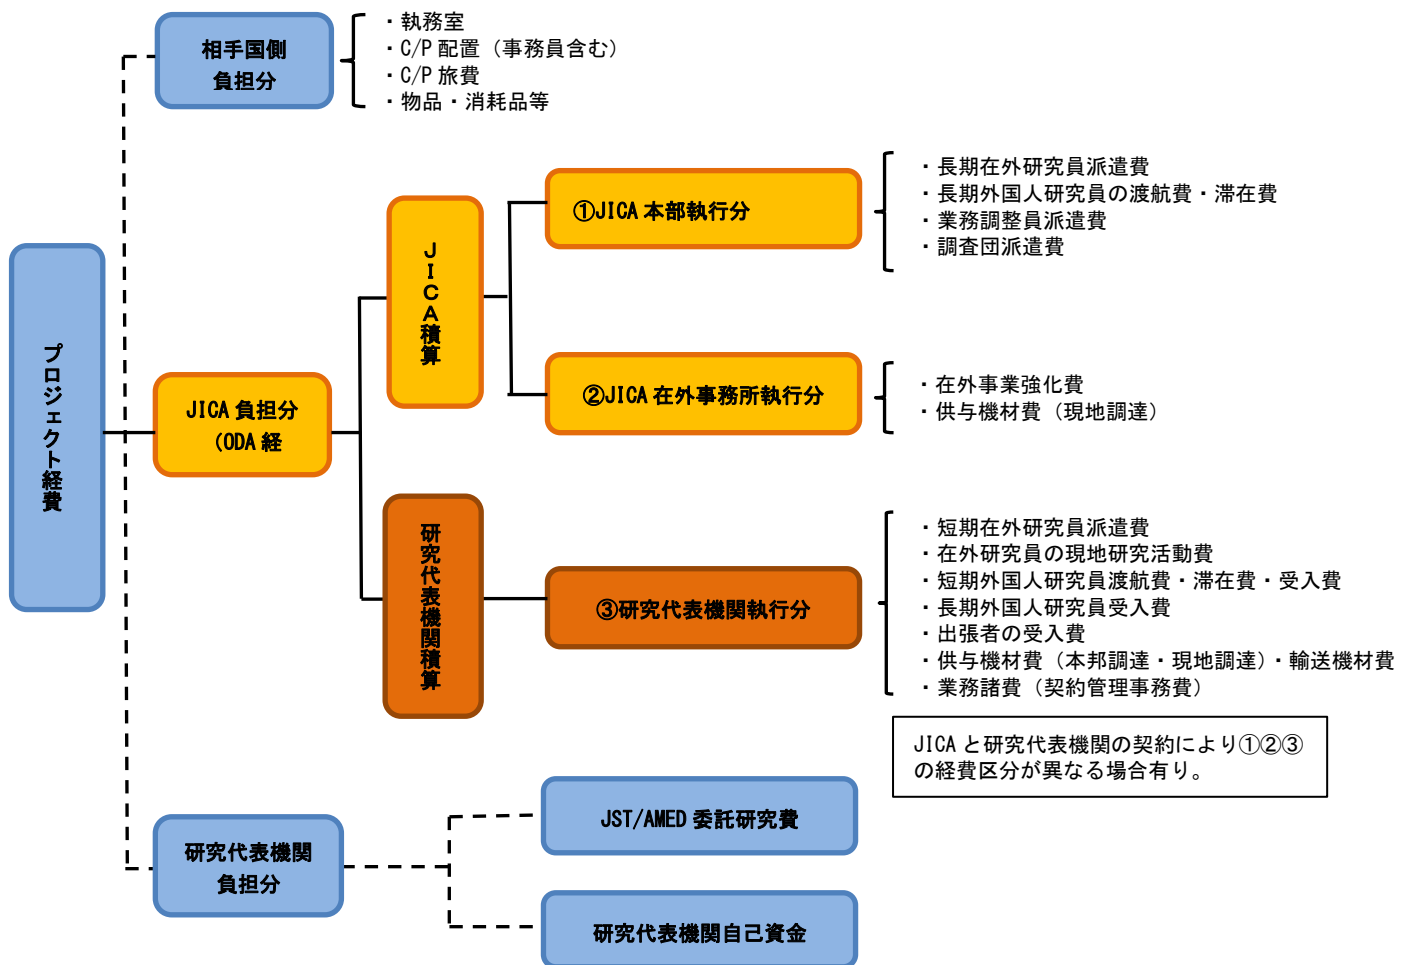 相手国側
負担分
・執務室
・C/P 配置（事務員含む）
・C/P 旅費
・物品・消耗品等
プロジェクト経費
JICA 負担分
（ODA 経
JICA積算
①JICA 本部執行分
・長期在外研究員派遣費
・長期外国人研究員の渡航費・滞在費
・業務調整員派遣費
・調査団派遣費
②JICA 在外事務所執行分
・在外事業強化費
・供与機材費（現地調達）
研究代表機関積算
③研究代表機関執行分
・短期在外研究員派遣費
・在外研究員の現地研究活動費
・短期外国人研究員渡航費・滞在費・受入費
・長期外国人研究員受入費
・出張者の受入費
・供与機材費（本邦調達・現地調達）・輸送機材費
・業務諸費（契約管理事務費）
JICA と研究代表機関の契約により①②③
の経費区分が異なる場合有り。
研究代表機関
負担分
JST/AMED 委託研究費
研究代表機関自己資金